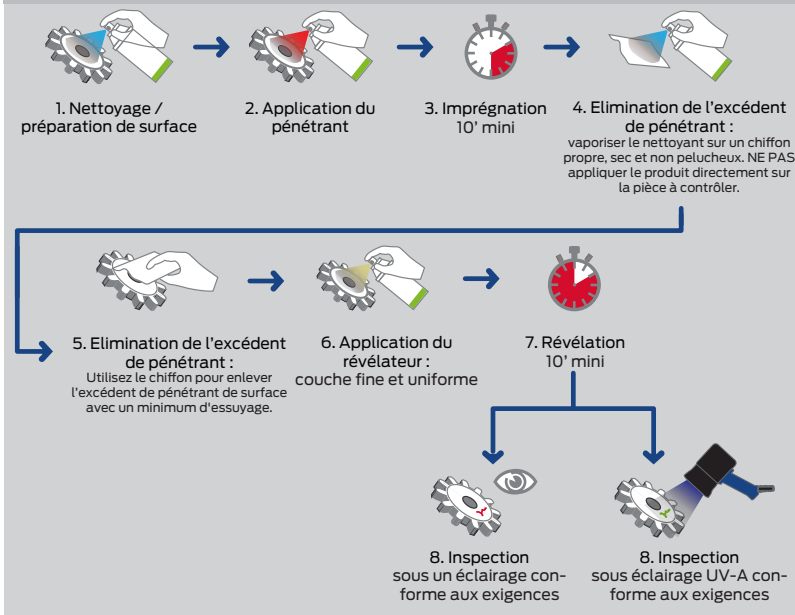 1. Nettoyage /
préparation de surface
2. Application du
pénétrant
3. Imprégnation
10' mini
4. Elimination de l'excédent
de pénétrant :
vaporiser le nettoyant sur un chiffon
propre, sec et non pelucheux. NE PAS
appliquer le produit directement sur
la pièce à contrôler.
5. Elimination de l'excédent
de pénétrant :
Utilisez le chiffon pour enlever
l'excédent de pénétrant de surface
avec un minimum d'essuyage.
6. Application du
révélateur :
couche fine et uniforme
7. Révélation
10' mini
8. Inspection
sous un éclairage con-
forme aux exigences
8. Inspection
sous éclairage UV-A con-
forme aux exigences